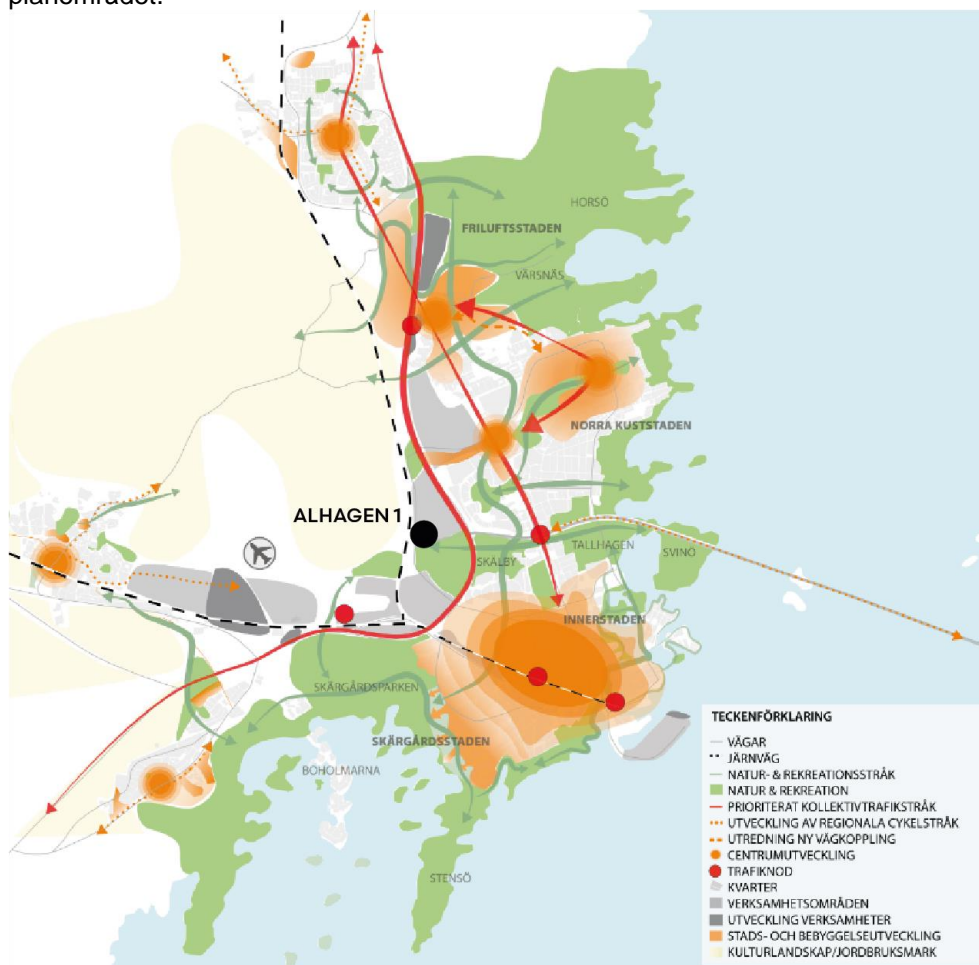 planområdet.
HORSÖ
FRILUFTSSTADEN
VÄRSNÄS
NORRA KUSTSTADEN
ALHAGEN 1
SKÄLBY
TALLHAGEN
SVINÖ
INNERSTADEN
SKÄRGÅRDSPARKEN
SKÄRGÅRDSSTADEN
BOHOLMARNA
STENSÖ
TECKENFÖRKLARING
VÄGAR
JÄRNVÄG
NATUR- & REKREATIONSSTRÅK
NATUR & REKREATION
PRIORITERAT KOLLEKTIVTRAFIKSTRÅK
UTVECKLING AV REGIONALA CYKELSTRÅK
UTREDNING NY VÄGKOPPLING
CENTRUMUTVECKLING
TRAFIKNOD
KVARTER
VERKSAMHETSOMRÅDEN
UTVECKLING VERKSAMHETER
STADS- OCH BEBYGGELSEUTVECKLING
KULTURLANDSKAP/JORDBRUKSMARK